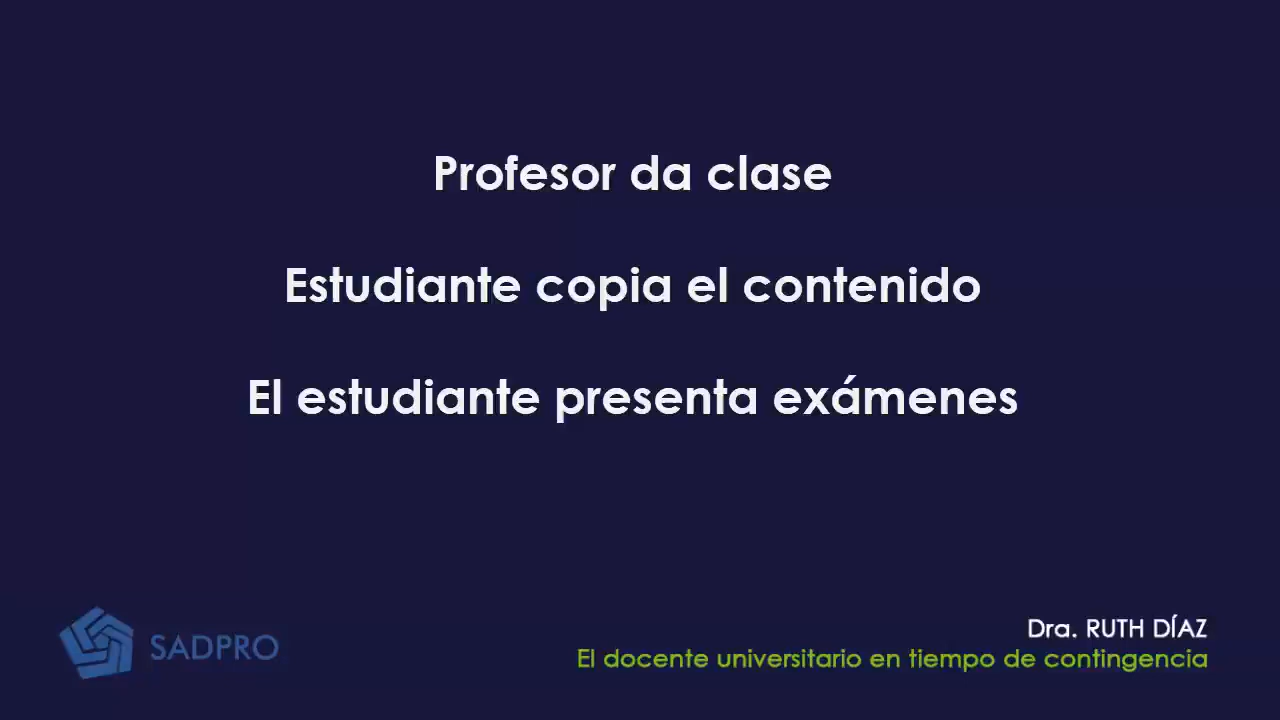 Profesor da clase
Estudiante copia el contenido
El estudiante presenta exámenes
SADPRO
Dra. RUTH DÍAZ
El docente universitario en tiempo de contingencia